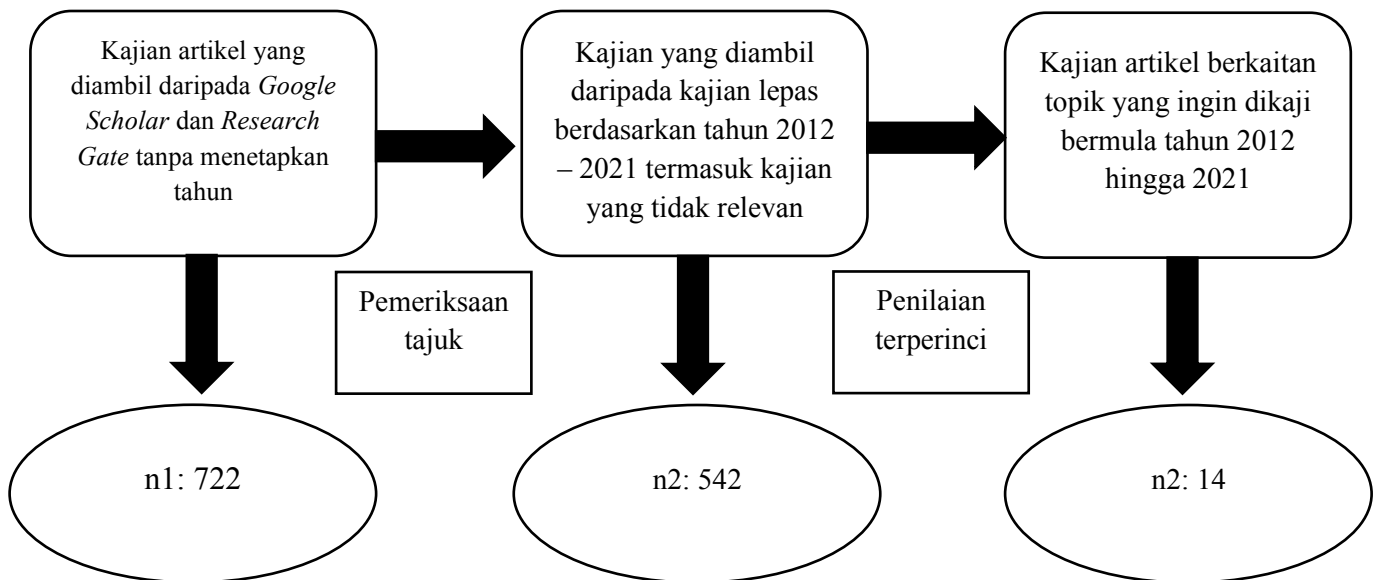 Kajian artikel yang
diambil daripada Google
Scholar dan Research
Gate tanpa menetapkan
tahun
Kajian yang diambil
daripada kajian lepas
berdasarkan tahun 2012
– 2021 termasuk kajian
yang tidak relevan
Kajian artikel berkaitan
topik yang ingin dikaji
bermula tahun 2012
hingga 2021
Pemeriksaan
tajuk
Penilaian
terperinci
n1: 722
n2: 542
n2: 14